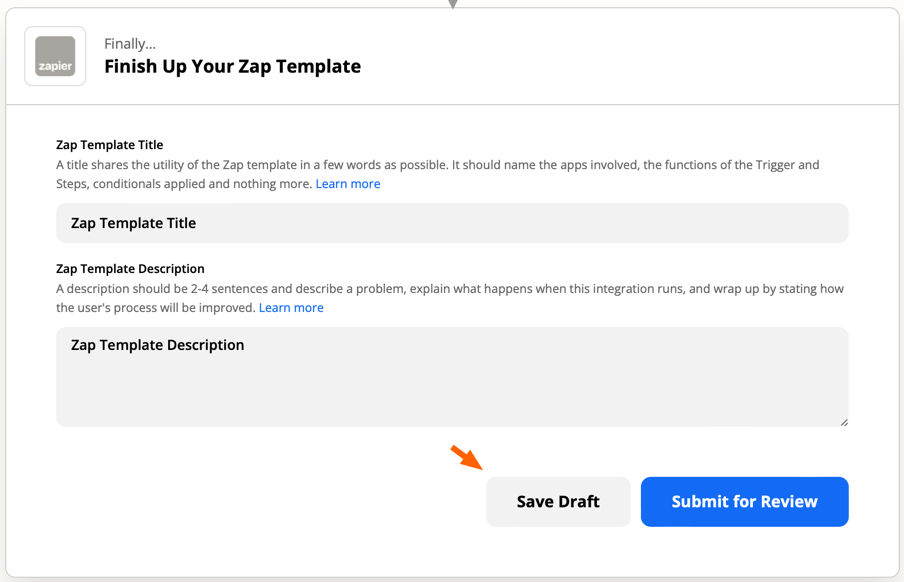 zapier
Finally...
Finish Up Your Zap Template
Zap Template Title
A title shares the utility of the Zap template in a few words as possible. It should name the apps involved, the functions of the Trigger and
Steps, conditionals applied and nothing more. Learn more
Zap Template Title
Zap Template Description
A description should be 2-4 sentences and describe a problem, explain what happens when this integration runs, and wrap up by stating how
the user's process will be improved. Learn more
Zap Template Description
Save Draft
Submit for Review